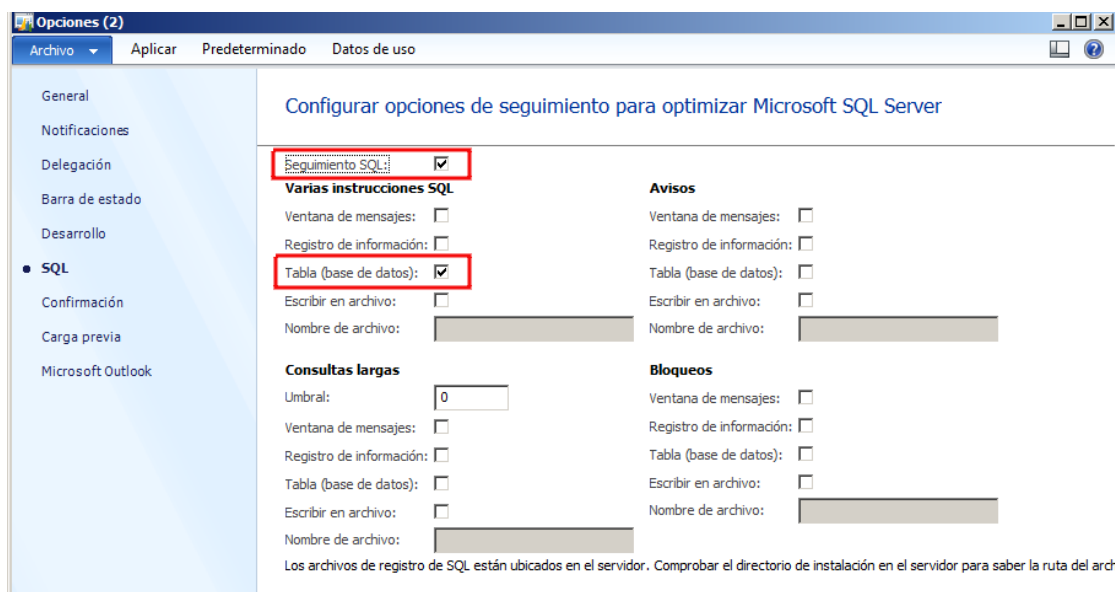 Opciones (2)
Archivo Aplicar Predeterminado Datos de uso
General
Notificaciones
Delegación
Barra de estado
Desarrollo
SQL
Confirmación
Carga previa
Microsoft Outlook
Configurar opciones de seguimiento para optimizar Microsoft SQL Server
Seguimiento SQL:
Varias instrucciones SQL
Ventana de mensajes:
Registro de información:
Tabla (base de datos):
Escribir en archivo:
Nombre de archivo:
Avisos
Ventana de mensajes:
Registro de información:
Tabla (base de datos):
Escribir en archivo:
Nombre de archivo:
Consultas largas
Umbral: 0
Ventana de mensajes:
Registro de información:
Tabla (base de datos):
Escribir en archivo:
Nombre de archivo:
Bloqueos
Ventana de mensajes:
Registro de información:
Tabla (base de datos):
Escribir en archivo:
Nombre de archivo:
Los archivos de registro de SQL están ubicados en el servidor. Comprobar el directorio de instalación en el servidor para saber la ruta del arch